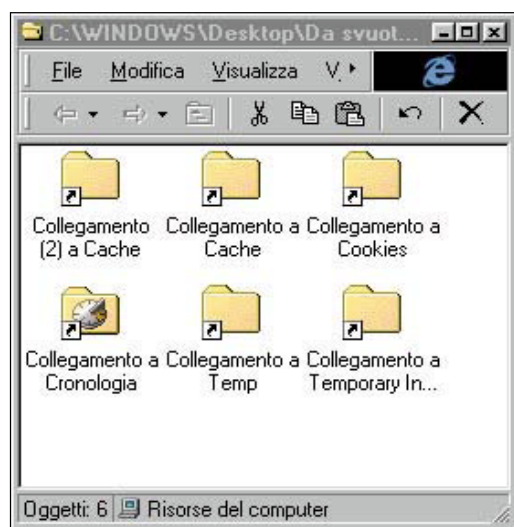 C:\WINDOWS\Desktop\Da svuot...
File Modifica Visualizza V.
Collegamento (2) a Cache
Collegamento a Cache
Collegamento a Cookies
Collegamento a Cronologia
Collegamento a Temp
Collegamento a Temporary In...
Oggetti: 6 Risorse del computer